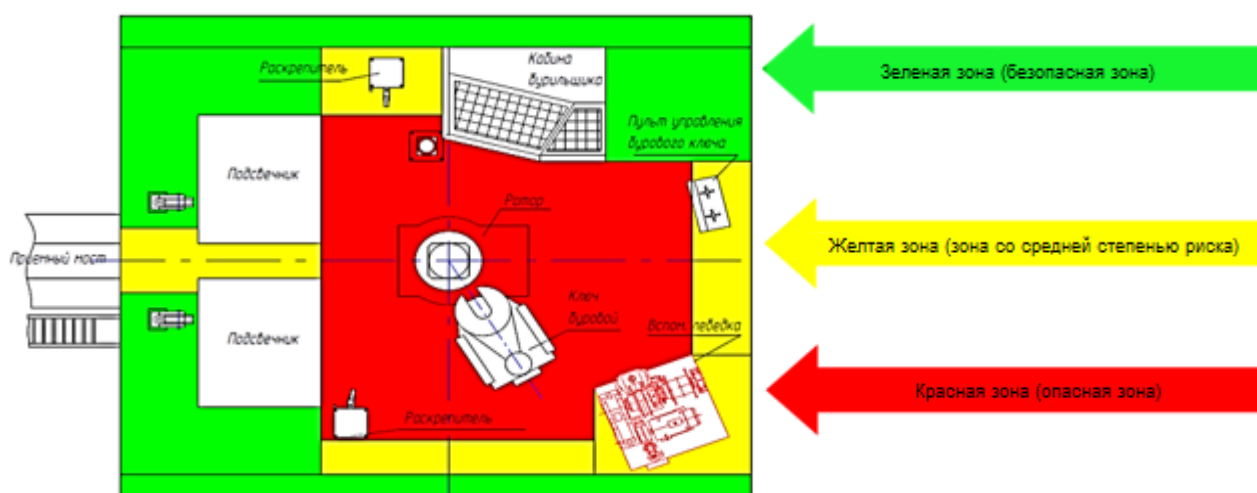 Раскрепитель
Кабина
бурильщика
Зеленая зона (безопасная зона)
Пульт управления
бурового ключа
Подсвечник
Ротор
Приемный мост
Желтая зона (зона со средней степенью риска)
Ключ
буровой
Вспом. лебедка
Подсвечник
Красная зона (опасная зона)
Раскрепитель